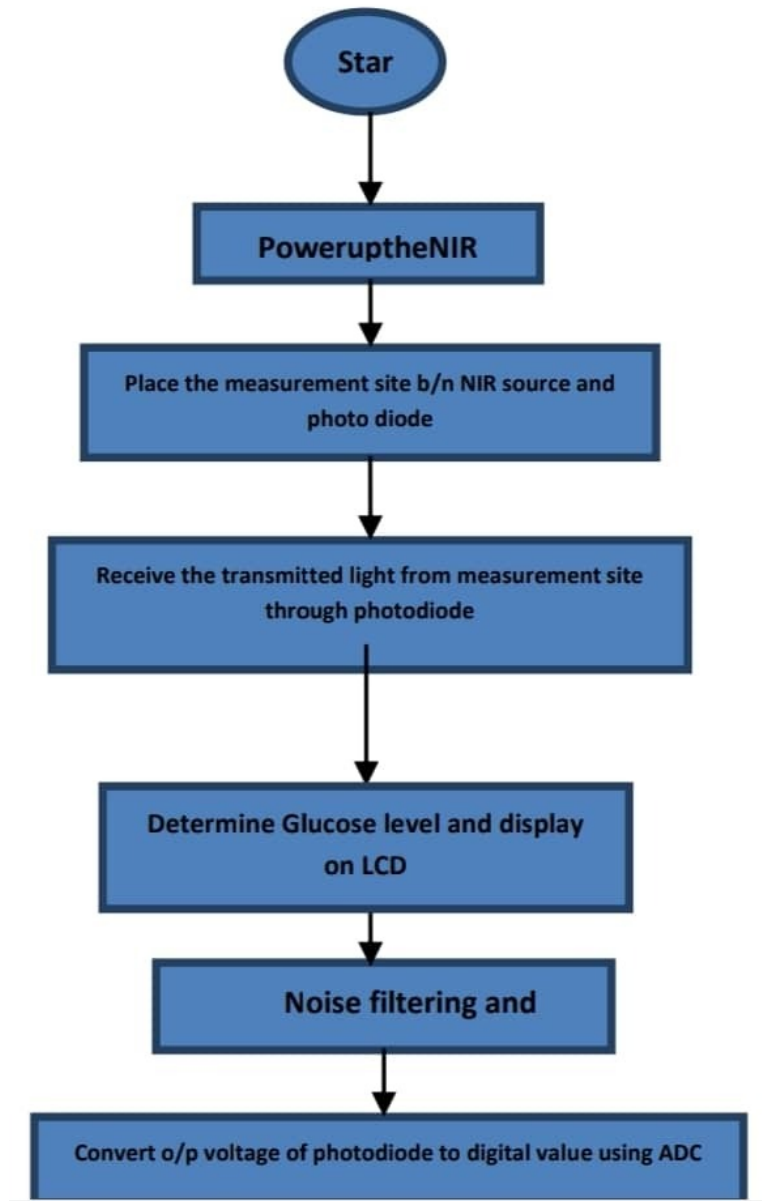 Star
PoweruptheNIR
Place the measurement site b/n NIR source and
photo diode
Receive the transmitted light from measurement site
through photodiode
Determine Glucose level and display
on LCD
Noise filtering and
Convert o/p voltage of photodiode to digital value using ADC